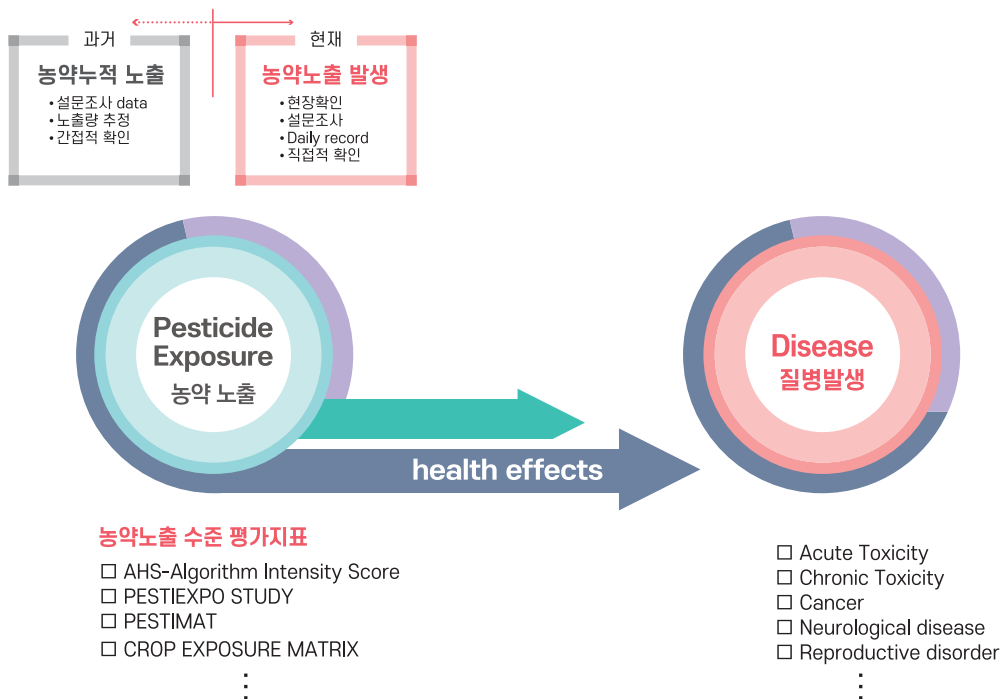 과거
농약누적 노출
• 설문조사 data
• 노출량 추정
• 간접적 확인
현재
농약노출 발생
• 현장확인
• 설문조사
• Daily record
• 직접적 확인
Pesticide
Exposure
농약 노출
Disease
질병발생
health effects
농약노출 수준 평가지표
□ AHS-Algorithm Intensity Score
□ PESTIEXPO STUDY
□ PESTIMAT
□ CROP EXPOSURE MATRIX
⋮
□ Acute Toxicity
□ Chronic Toxicity
□ Cancer
□ Neurological disease
□ Reproductive disorder
⋮